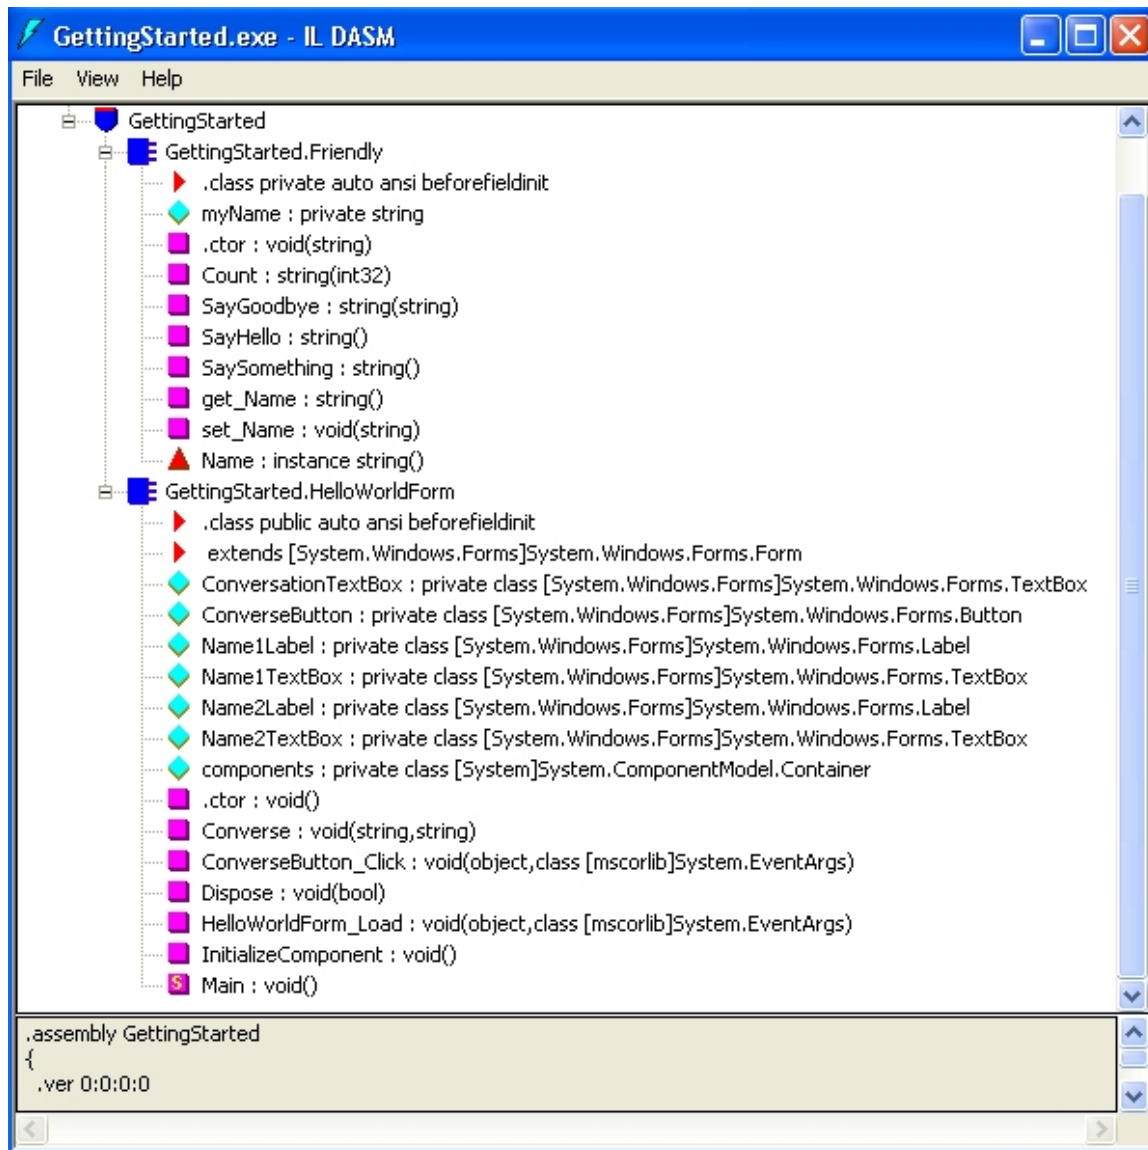 GettingStarted.exe - IL DASM
File View Help
GettingStarted
GettingStarted.Friendly
.class private auto ansi beforefieldinit
myName : private string
.ctor : void(string)
Count : string(int32)
SayGoodbye : string(string)
SayHello : string()
SaySomething : string()
get_Name : string()
set_Name : void(string)
Name : instance string()
GettingStarted.HelloWorldForm
.class public auto ansi beforefieldinit
extends [System.Windows.Forms]System.Windows.Forms.Form
ConversationTextBox : private class [System.Windows.Forms]System.Windows.Forms.TextBox
ConverseButton : private class [System.Windows.Forms]System.Windows.Forms.Button
Name1Label : private class [System.Windows.Forms]System.Windows.Forms.Label
Name1TextBox : private class [System.Windows.Forms]System.Windows.Forms.TextBox
Name2Label : private class [System.Windows.Forms]System.Windows.Forms.Label
Name2TextBox : private class [System.Windows.Forms]System.Windows.Forms.TextBox
components : private class [System]System.ComponentModel.Container
.ctor : void()
Converse : void(string,string)
ConverseButton_Click : void(object,class [mscorlib]System.EventArgs)
Dispose : void(bool)
HelloWorldForm_Load : void(object,class [mscorlib]System.EventArgs)
InitializeComponent : void()
S Main : void()
.assembly GettingStarted
{
.ver 0:0:0:0